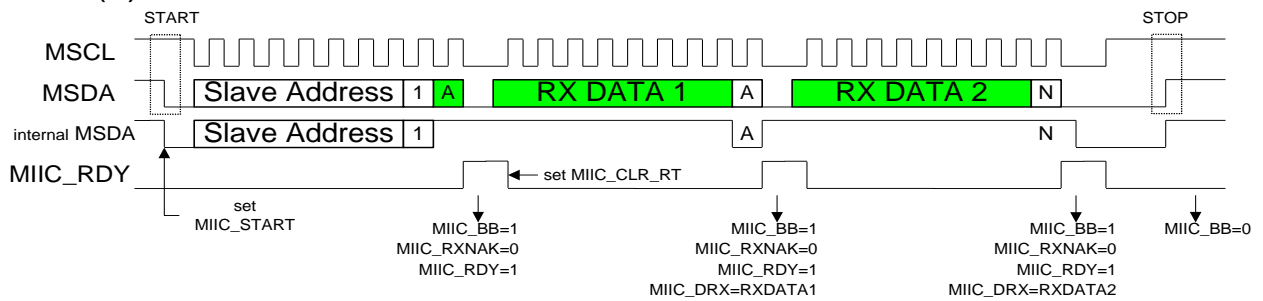 START STOP
MSCL
MSDA Slave Address 1 A RX DATA 1 A RX DATA 2 N
internal MSDA Slave Address 1 A N
MIIC_RDY set MIIC_CLR_RT
set
MIIC_START
MIIC_BB=1 MIIC_BB=1 MIIC_BB=1 MIIC_BB=0
MIIC_RXNAK=0 MIIC_RXNAK=0 MIIC_RXNAK=0
MIIC_RDY=1 MIIC_RDY=1 MIIC_RDY=1
MIIC_DRX=RXDATA1 MIIC_DRX=RXDATA2